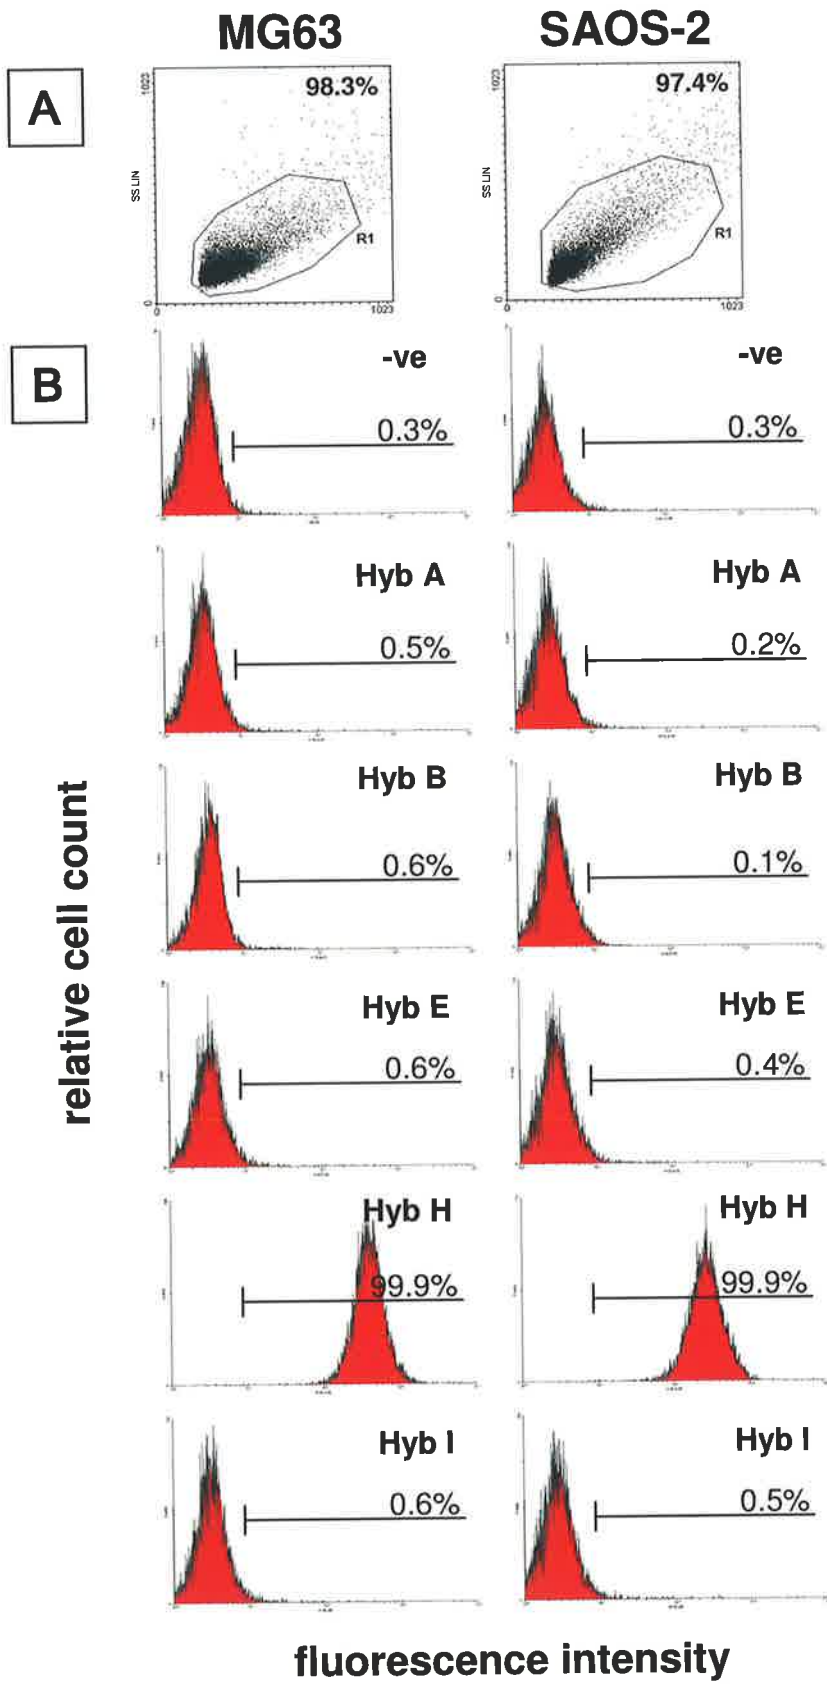 MG63 SAOS-2
A
98.3% 97.4%
1023 1023
SS LIN SS LIN
R1 R1
0 0
1023 1023
B
-ve -ve
0.3% 0.3%
Hyb A Hyb A
0.5% 0.2%
Hyb B Hyb B
0.6% 0.1%
relative cell count
Hyb E Hyb E
0.6% 0.4%
Hyb H Hyb H
99.9% 99.9%
Hyb I Hyb I
0.6% 0.5%
fluorescence intensity